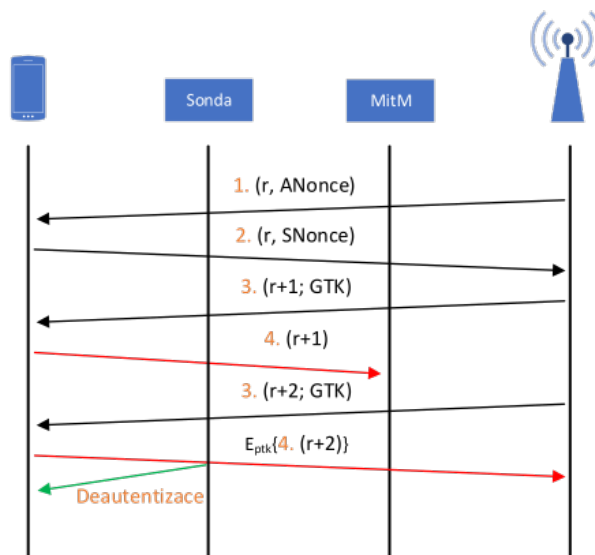 Sonda
MitM
1. (r, ANonce)
2. (r, SNonce)
3. (r+1; GTK)
4. (r+1)
3. (r+2; GTK)
Eptk{4. (r+2)}
Deautentizace